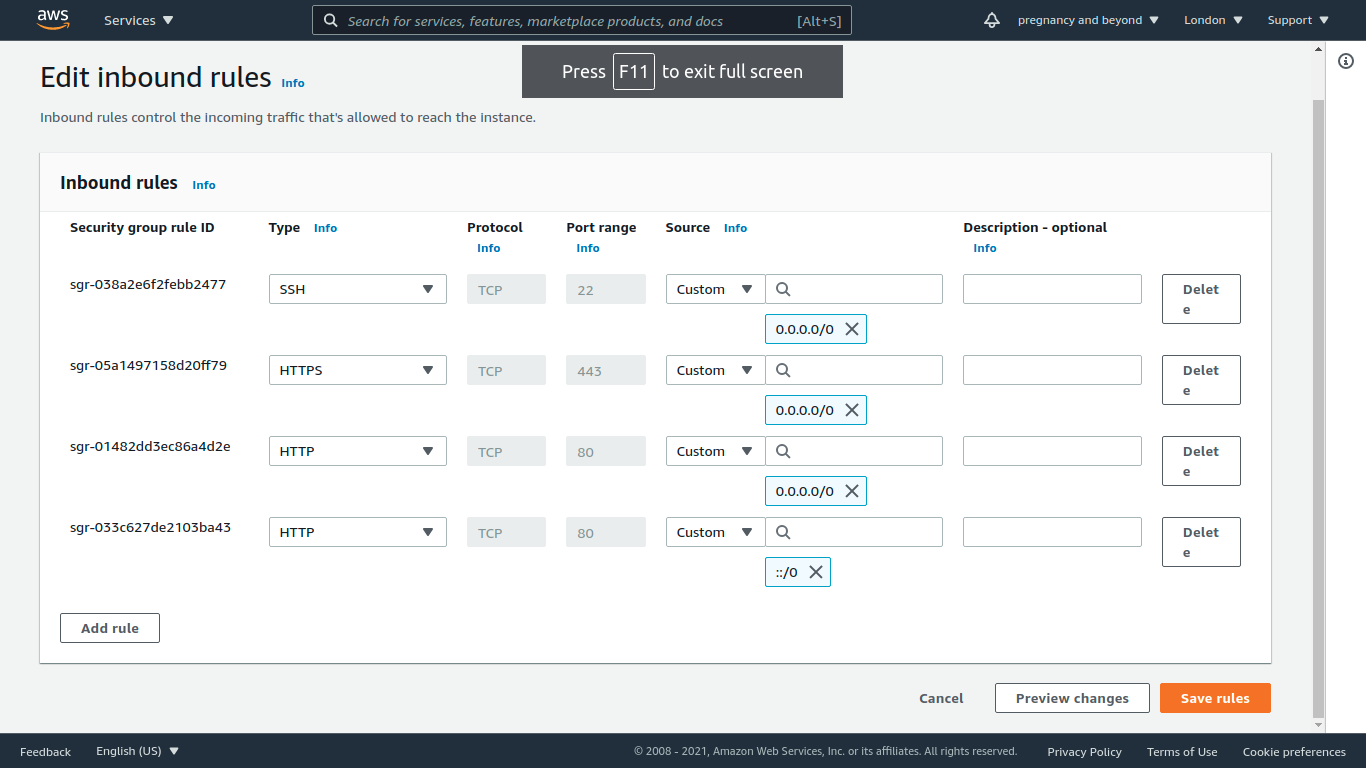 aws Services Search for services, features, marketplace products, and docs [Alt+S] pregnancy and beyond London Support
Press F11 to exit full screen
Edit inbound rules Info
Inbound rules control the incoming traffic that's allowed to reach the instance.
Inbound rules Info
Security group rule ID Type Info Protocol Port range Source Info Description - optional
Info Info Info
sgr-038a2e6f2febb2477 SSH TCP 22 Custom Delet
e
0.0.0.0/0
sgr-05a1497158d20ff79 HTTPS TCP 443 Custom Delet
e
0.0.0.0/0
sgr-01482dd3ec86a4d2e HTTP TCP 80 Custom Delet
e
0.0.0.0/0
sgr-033c627de2103ba43 HTTP TCP 80 Custom Delet
e
::/0
Add rule
Cancel Preview changes Save rules
Feedback English (US) © 2008 - 2021, Amazon Web Services, Inc. or its affiliates. All rights reserved. Privacy Policy Terms of Use Cookie preferences